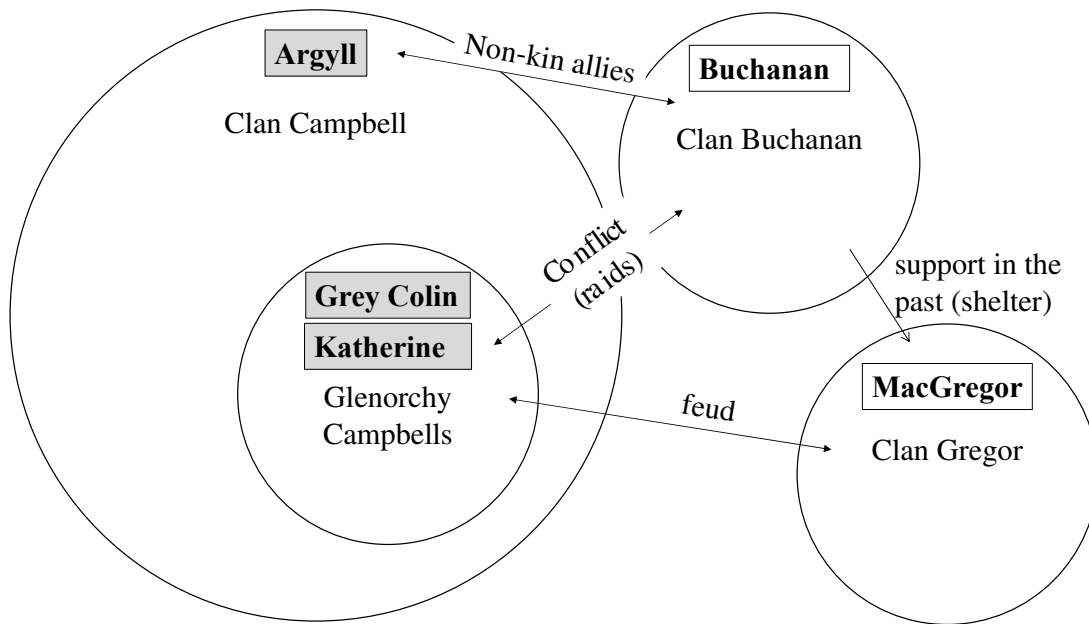 Argyll
Clan Campbell
Non-kin allies
Buchanan
Clan Buchanan
Conflict
(raids)
support in the
past (shelter)
Grey Colin
Katherine
Glenorchy
Campbells
feud
MacGregor
Clan Gregor